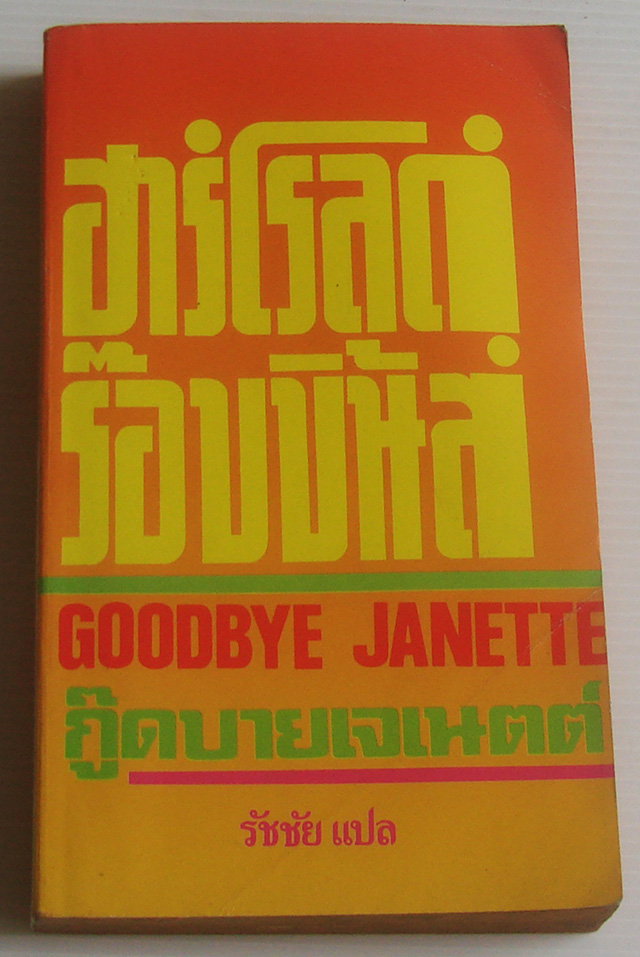 ฮาร์โรลด์
ร๊อบบินส์
GOODBYE JANETTE
กู๊ดบายเจเนตต์
รัชชัย แปล